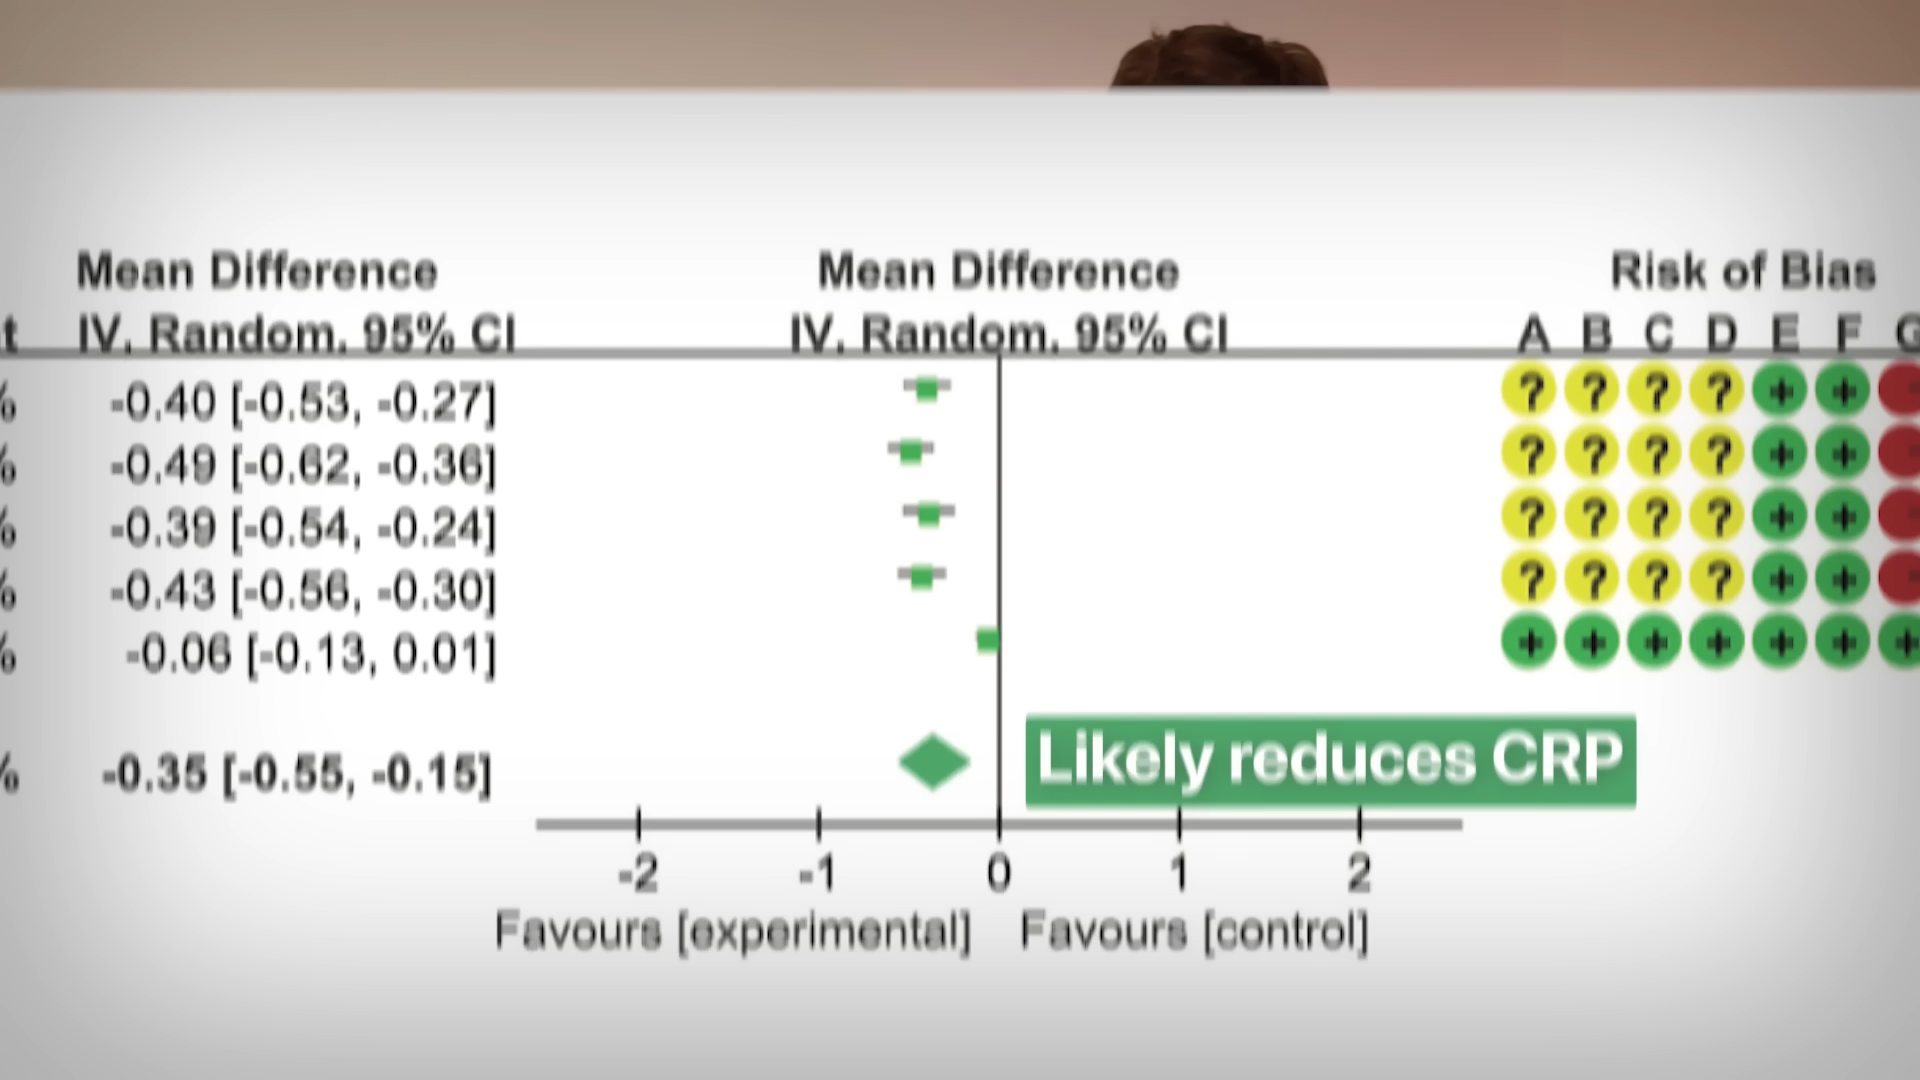 Mean Difference Mean Difference Risk of Bias
t IV, Random, 95% CI IV, Random, 95% CI A B C D E F G
% -0.40 [-0.53, -0.27] ? ? ? ? + + -
% -0.49 [-0.62, -0.36] ? ? ? ? + + -
% -0.39 [-0.54, -0.24] ? ? ? ? + + -
% -0.43 [-0.56, -0.30] ? ? ? ? + + -
% -0.06 [-0.13, 0.01] + + + + + + +
% -0.35 [-0.55, -0.15] Likely reduces CRP
-2 -1 0 1 2
Favours [experimental] Favours [control]